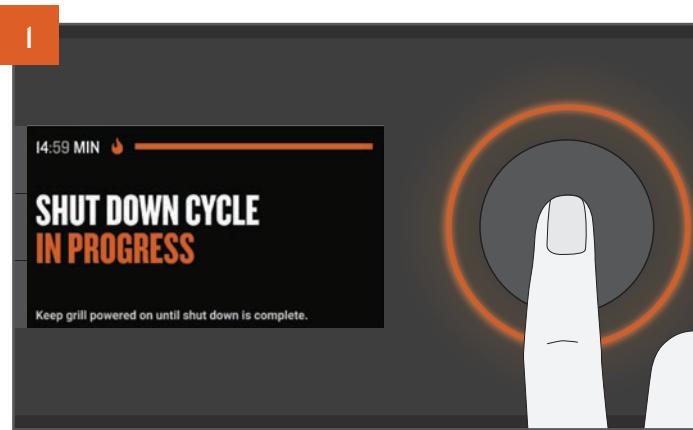 1
14:59 MIN
SHUT DOWN CYCLE
IN PROGRESS
Keep grill powered on until shut down is complete.